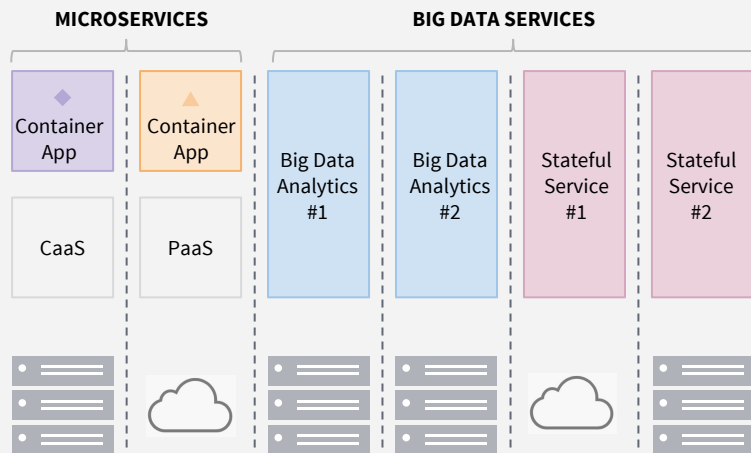 MICROSERVICES
BIG DATA SERVICES
Container
App
Container
App
Big Data
Analytics
#1
Big Data
Analytics
#2
Stateful
Service
#1
Stateful
Service
#2
CaaS
PaaS